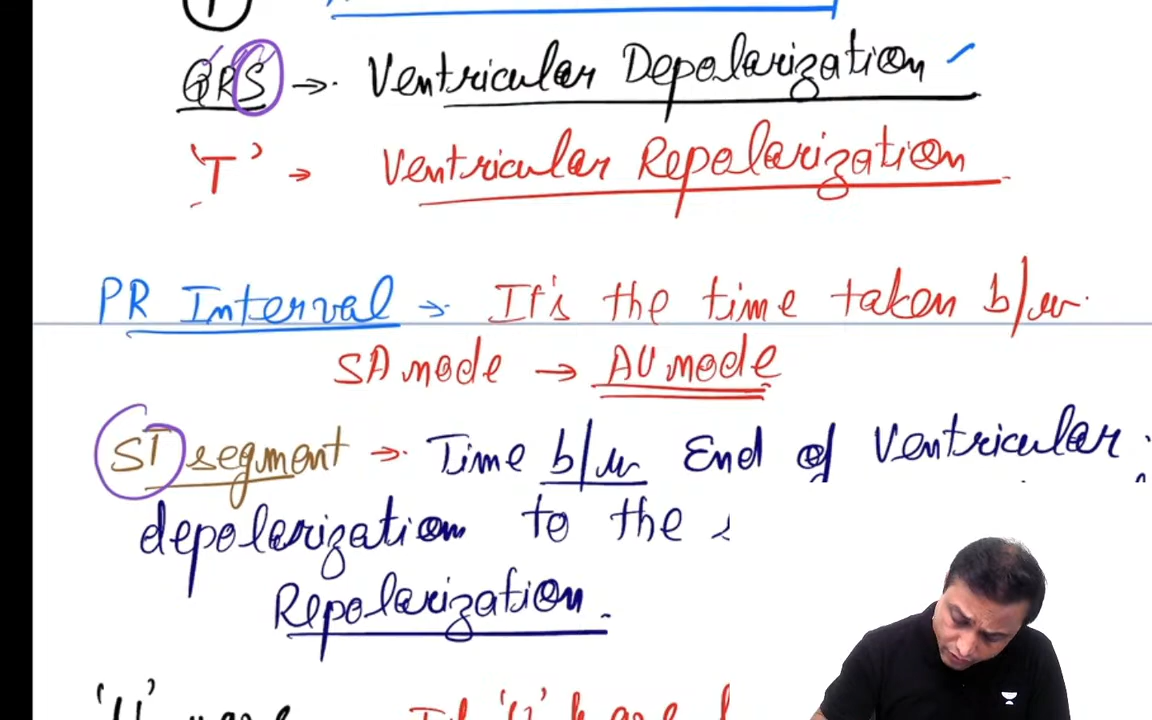 QRS → Ventricular Depolarization
'T' → Ventricular Repolarization
PR Interval → It's the time taken b/w
SA node → AV node
ST segment → Time b/w End of Ventricular
depolarization to the
Repolarization.
'U' wave